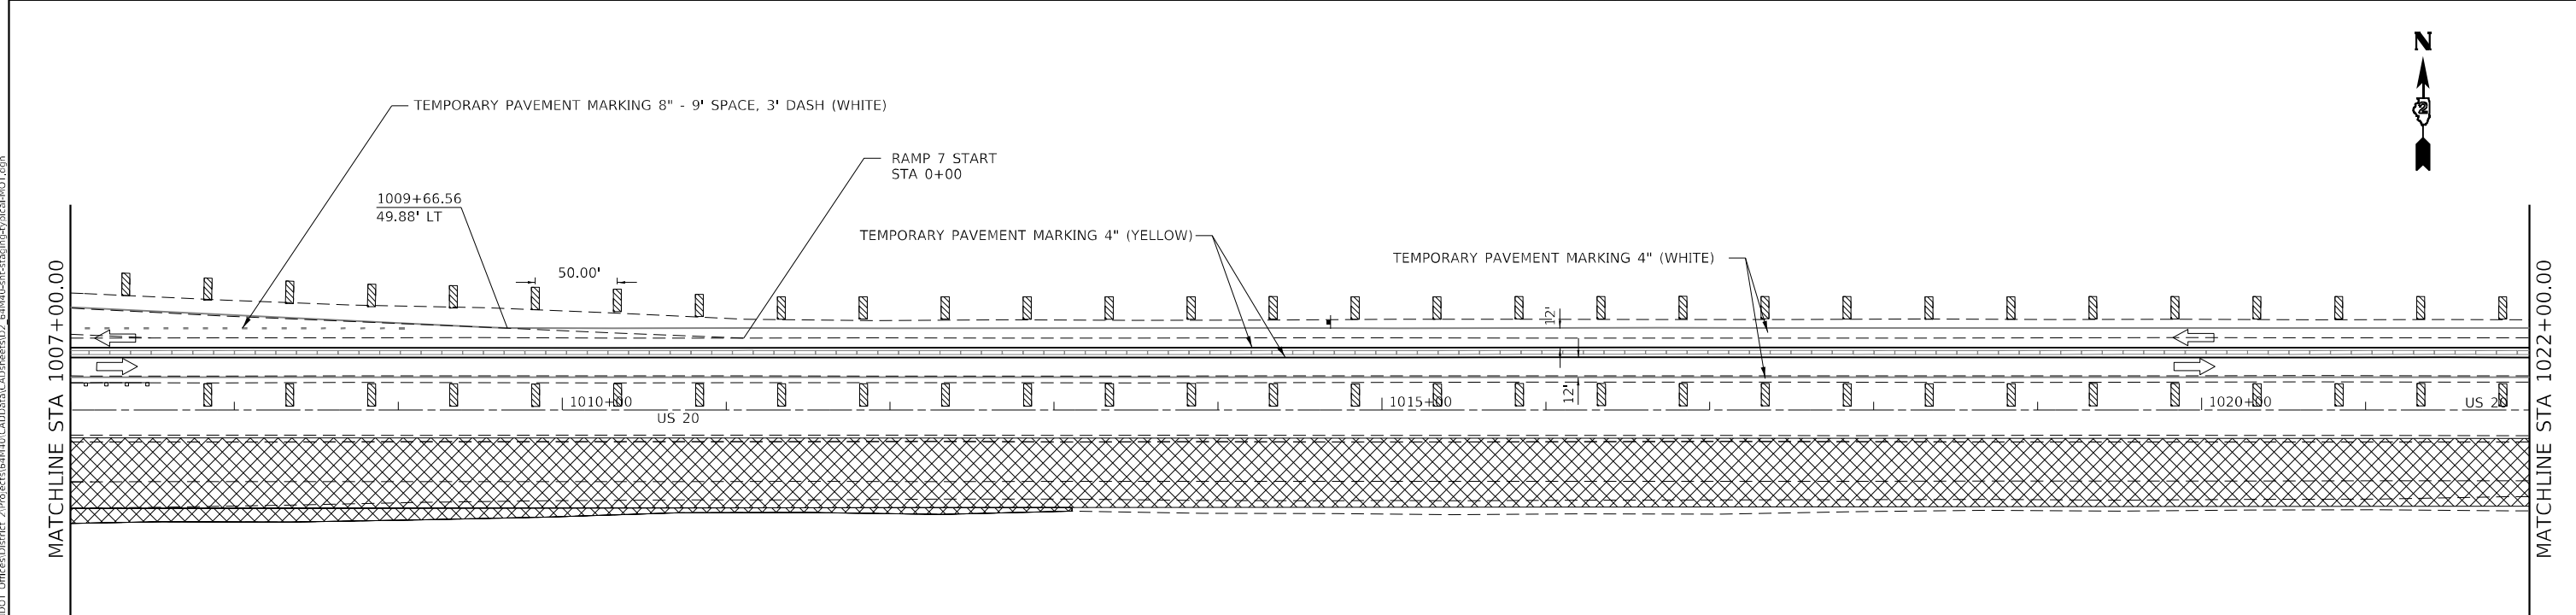 N
2
TEMPORARY PAVEMENT MARKING 8" - 9' SPACE, 3' DASH (WHITE)
RAMP 7 START
STA 0+00
1009+66.56
49.88' LT
TEMPORARY PAVEMENT MARKING 4" (YELLOW)
TEMPORARY PAVEMENT MARKING 4" (WHITE)
50.00'
12'
12'
1010+00
1015+00
1020+00
US 20
US 20
MATCHLINE STA 1007+00.00
MATCHLINE STA 1022+00.00